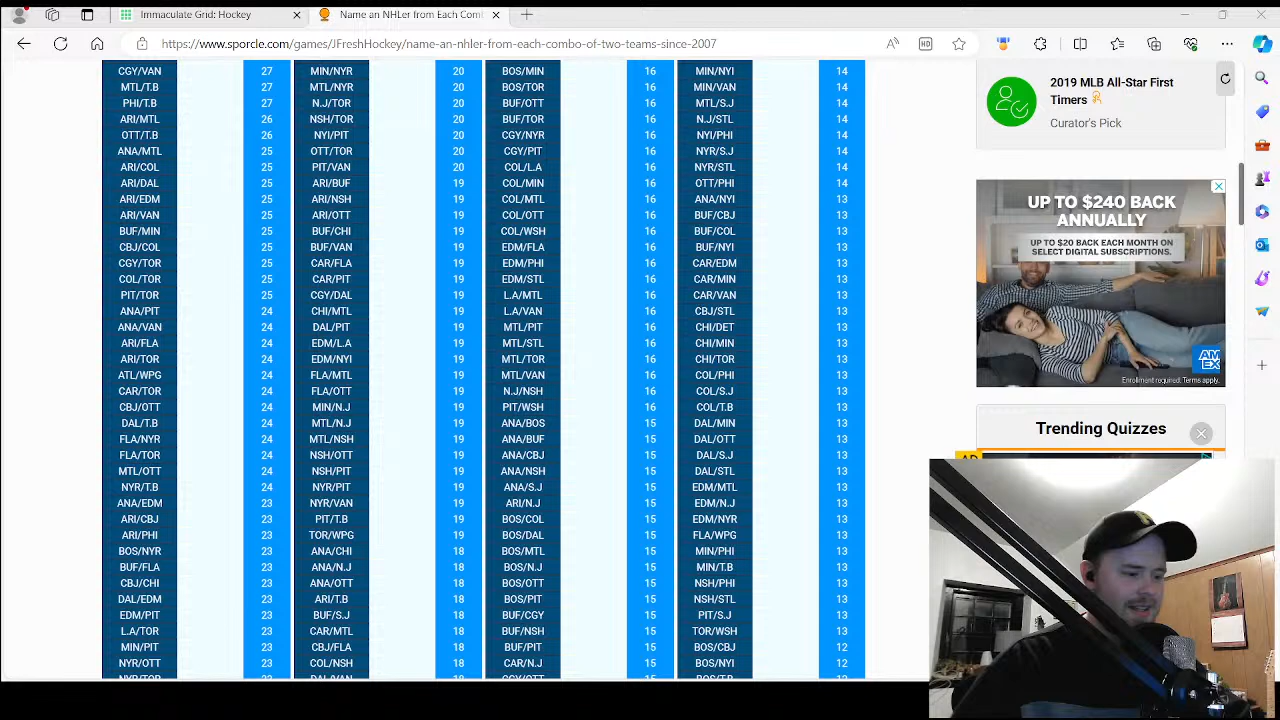 Immaculate Grid: Hockey
Name an NHLer from Each Comb
https://www.sporcle.com/games/JFreshHockey/name-an-nhler-from-each-combo-of-two-teams-since-2007
CGY/VAN 27 MIN/NYR 20 BOS/MIN 16 MIN/NYI 14
MTL/T.B 27 MTL/NYR 20 BOS/TOR 16 MIN/VAN 14
PHI/T.B 27 N.J/TOR 20 BUF/OTT 16 MTL/S.J 14
ARI/MTL 26 NSH/TOR 20 BUF/TOR 16 N.J/STL 14
OTT/T.B 26 NYI/PIT 20 CGY/NYR 16 NYI/PHI 14
ANA/MTL 25 OTT/TOR 20 CGY/PIT 16 NYR/S.J 14
ARI/COL 25 PIT/VAN 20 COL/L.A 16 NYR/STL 14
ARI/DAL 25 ARI/BUF 19 COL/MIN 16 OTT/PHI 14
ARI/EDM 25 ARI/NSH 19 COL/MTL 16 ANA/NYI 13
ARI/VAN 25 ARI/OTT 19 COL/OTT 16 BUF/CBJ 13
BUF/MIN 25 BUF/CHI 19 COL/WSH 16 BUF/COL 13
CBJ/COL 25 BUF/VAN 19 EDM/FLA 16 BUF/NYI 13
CGY/TOR 25 CAR/FLA 19 EDM/PHI 16 CAR/EDM 13
COL/TOR 25 CAR/PIT 19 EDM/STL 16 CAR/MIN 13
PIT/TOR 25 CGY/DAL 19 L.A/MTL 16 CAR/VAN 13
ANA/PIT 24 CHI/MTL 19 L.A/VAN 16 CBJ/STL 13
ANA/VAN 24 DAL/PIT 19 MTL/PIT 16 CHI/DET 13
ARI/FLA 24 EDM/L.A 19 MTL/STL 16 CHI/MIN 13
ARI/TOR 24 EDM/NYI 19 MTL/TOR 16 CHI/TOR 13
ATL/WPG 24 FLA/MTL 19 MTL/VAN 16 COL/PHI 13
CAR/TOR 24 FLA/OTT 19 N.J/NSH 16 COL/S.J 13
CBJ/OTT 24 MIN/N.J 19 PIT/WSH 16 COL/T.B 13
DAL/T.B 24 MTL/N.J 19 ANA/BOS 15 DAL/MIN 13
FLA/NYR 24 MTL/NSH 19 ANA/BUF 15 DAL/OTT 13
FLA/TOR 24 NSH/OTT 19 ANA/CBJ 15 DAL/S.J 13
MTL/OTT 24 NSH/PIT 19 ANA/NSH 15 DAL/STL 13
NYR/T.B 24 NYR/PIT 19 ANA/S.J 15 EDM/MTL 13
ANA/EDM 23 NYR/VAN 19 ARI/N.J 15 EDM/N.J 13
ARI/CBJ 23 PIT/T.B 19 BOS/COL 15 EDM/NYR 13
ARI/PHI 23 TOR/WPG 19 BOS/DAL 15 FLA/WPG 13
BOS/NYR 23 ANA/CHI 18 BOS/MTL 15 MIN/PHI 13
BUF/FLA 23 ANA/N.J 18 BOS/N.J 15 MIN/T.B 13
CBJ/CHI 23 ANA/OTT 18 BOS/OTT 15 NSH/PHI 13
DAL/EDM 23 ARI/T.B 18 BOS/PIT 15 NSH/STL 13
EDM/PIT 23 BUF/S.J 18 BUF/CGY 15 PIT/S.J 13
L.A/TOR 23 CAR/MTL 18 BUF/NSH 15 TOR/WSH 13
MIN/PIT 23 CBJ/FLA 18 BUF/PIT 15 BOS/CBJ 12
NYR/OTT 23 COL/NSH 18 CAR/N.J 15 BOS/NYI 12
2019 MLB All-Star First
Timers
Curator's Pick
UP TO $240 BACK
ANNUALLY
UP TO $20 BACK EACH MONTH ON
SELECT DIGITAL SUBSCRIPTIONS.
AM
EX
Enrollment required: Terms apply.
Trending Quizzes
AD